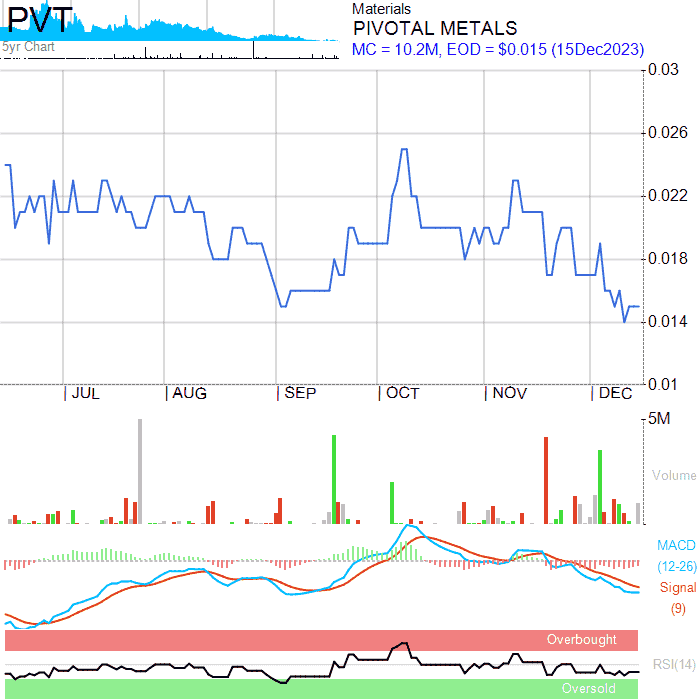 PVT
5yr Chart
Materials
PIVOTAL METALS
MC = 10.2M, EOD = $0.015 (15Dec2023)
0.03
0.026
0.022
0.018
0.014
0.01
JUL AUG SEP OCT NOV DEC
5M
Volume
MACD
(12-26)
Signal
(9)
Overbought
RSI(14)
Oversold